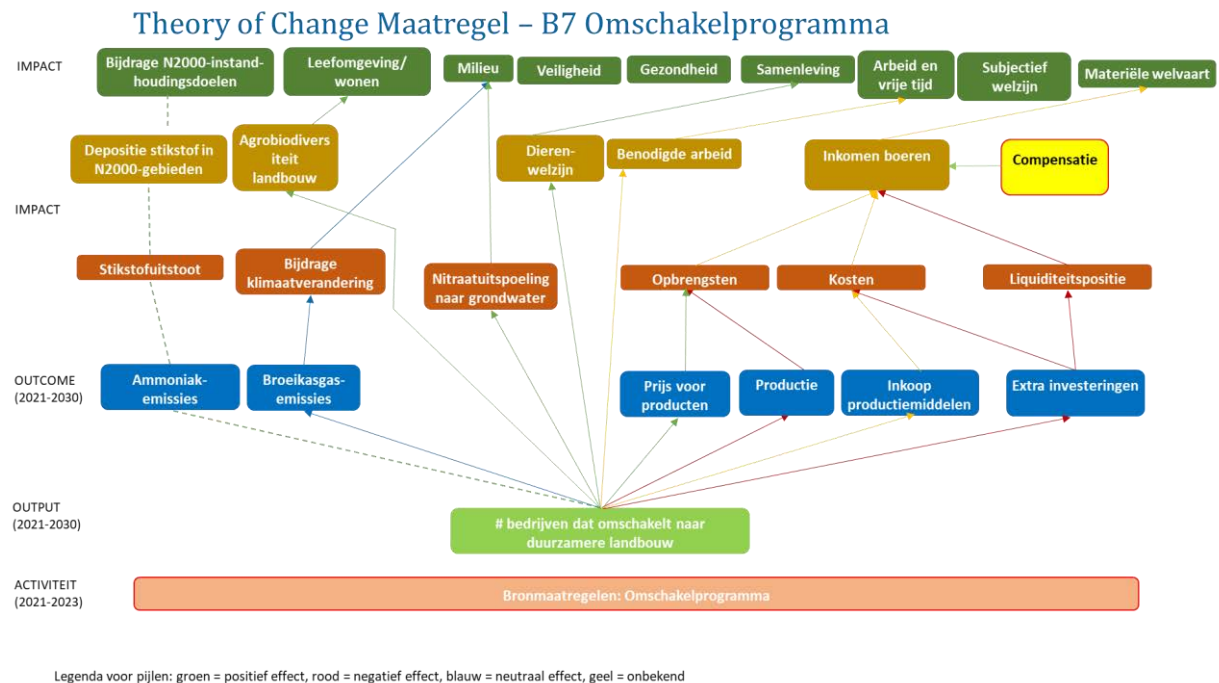 Theory of Change Maatregel – B7 Omschakelprogramma
IMPACT
Bijdrage N2000-instand-
houdingsdoelen
Leefomgeving/
wonen
Milieu
Veiligheid
Gezondheid
Samenleving
Arbeid en
vrije tijd
Subjectief
welzijn
Materiële welvaart
Depositie stikstof in
N2000-gebieden
Agrobiodivers
iteit
landbouw
Dieren-
welzijn
Benodigde arbeid
Inkomen boeren
Compensatie
IMPACT
Stikstofuitstoot
Bijdrage
klimaatverandering
Nitraatuitspoeling
naar grondwater
Opbrengsten
Kosten
Liquiditeitspositie
OUTCOME
(2021-2030)
Ammoniak-
emissies
Broeikasgas-
emissies
Prijs voor
producten
Productie
Inkoop
productiemiddelen
Extra investeringen
OUTPUT
(2021-2030)
# bedrijven dat omschakelt naar
duurzamere landbouw
ACTIVITEIT
(2021-2023)
Bronmaatregelen: Omschakelprogramma
Legenda voor pijlen: groen = positief effect, rood = negatief effect, blauw = neutraal effect, geel = onbekend